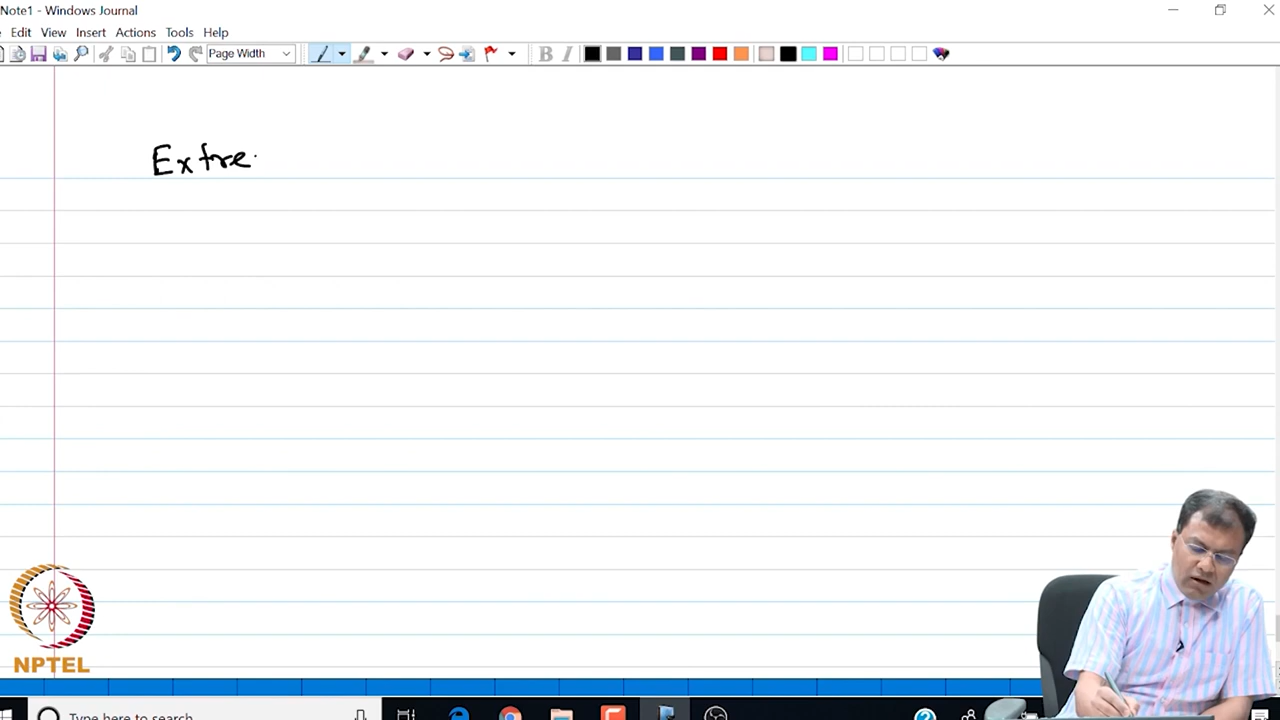 Note1 - Windows Journal
Edit View Insert Actions Tools Help
Page Width B I
Extre
NPTEL
Type here to search